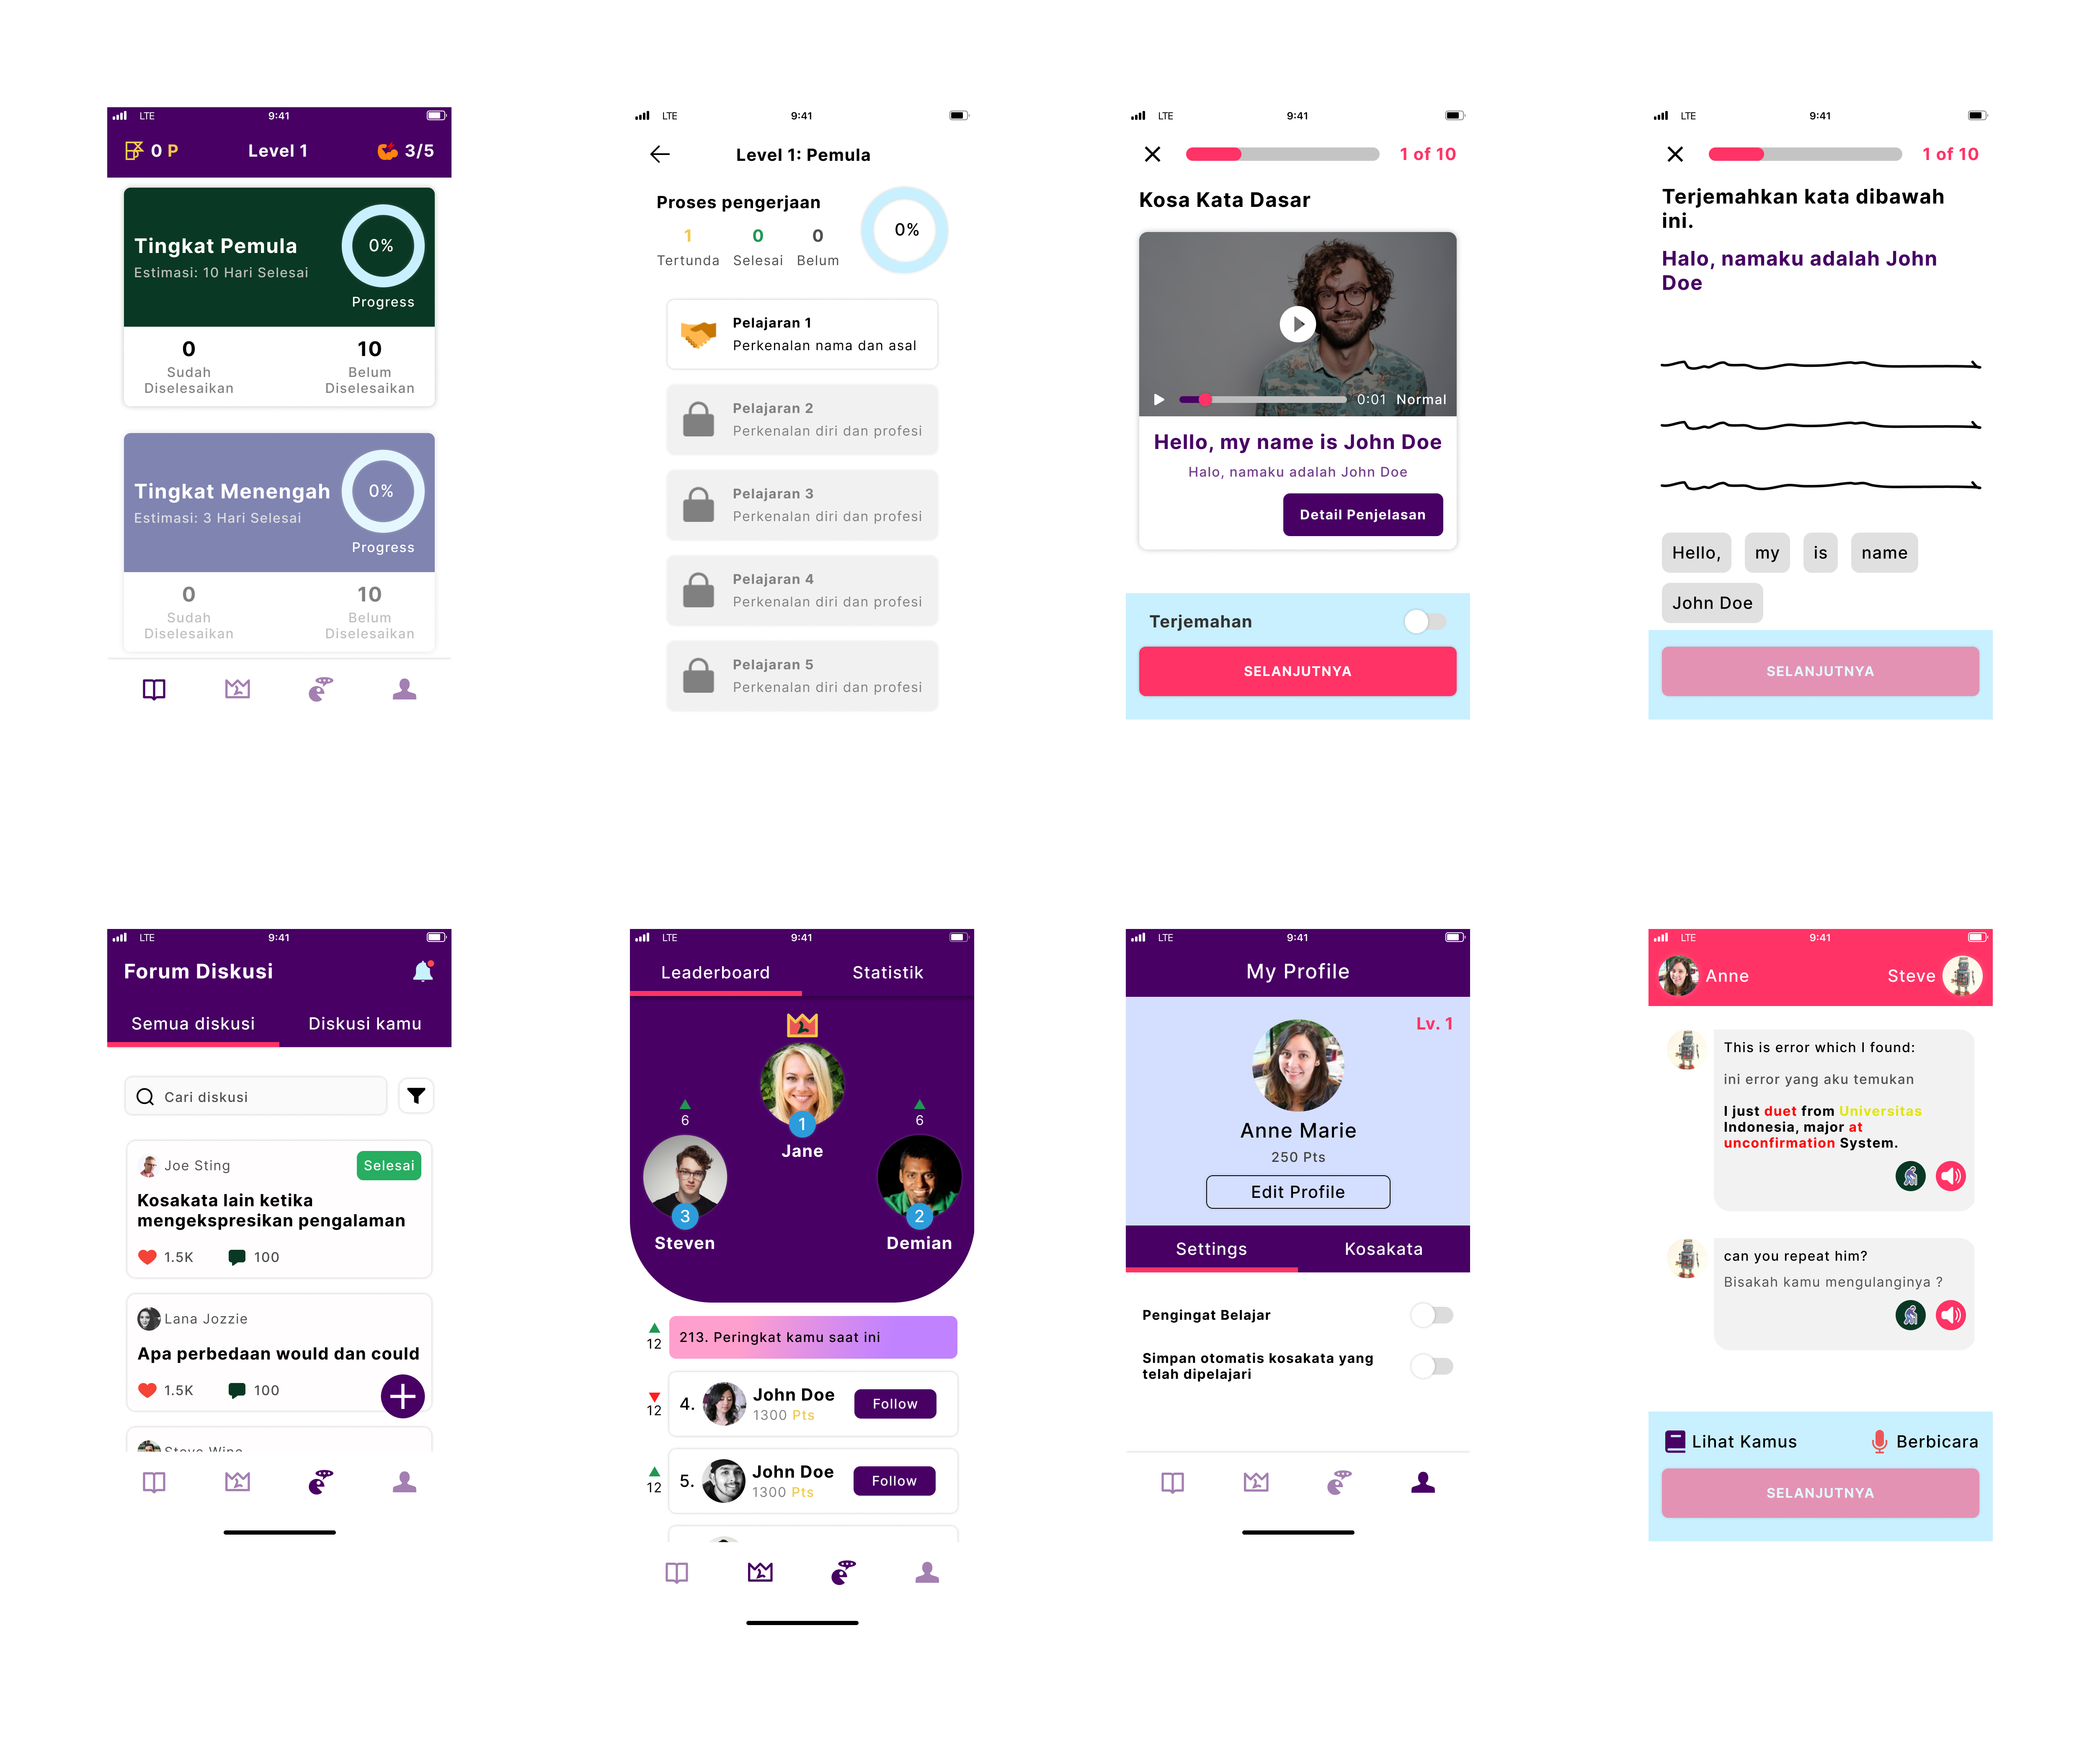 LTE 9:41
0 P Level 1 3/5
Tingkat Pemula
Estimasi: 10 Hari Selesai
0%
Progress
0 10
Sudah Diselesaikan Belum Diselesaikan
Tingkat Menengah
Estimasi: 3 Hari Selesai
0%
Progress
0 10
Sudah Diselesaikan Belum Diselesaikan
LTE 9:41
Level 1: Pemula
Proses pengerjaan
1 0 0
Tertunda Selesai Belum
0%
Pelajaran 1
Perkenalan nama dan asal
Pelajaran 2
Perkenalan diri dan profesi
Pelajaran 3
Perkenalan diri dan profesi
Pelajaran 4
Perkenalan diri dan profesi
Pelajaran 5
Perkenalan diri dan profesi
LTE 9:41
1 of 10
Kosa Kata Dasar
0:01 Normal
Hello, my name is John Doe
Halo, namaku adalah John Doe
Detail Penjelasan
Terjemahan
SELANJUTNYA
LTE 9:41
1 of 10
Terjemahkan kata dibawah
ini.
Halo, namaku adalah John
Doe
Hello, my is name
John Doe
SELANJUTNYA
LTE 9:41
Forum Diskusi
Semua diskusi Diskusi kamu
Cari diskusi
Joe Sting Selesai
Kosakata lain ketika
mengekspresikan pengalaman
1.5K 100
Lana Jozzie
Apa perbedaan would dan could
1.5K 100
Steve Wine
LTE 9:41
Leaderboard Statistik
1
Jane
6
3
Steven
6
2
Demian
12 213. Peringkat kamu saat ini
12 4. John Doe
1300 Pts
Follow
12 5. John Doe
1300 Pts
Follow
LTE 9:41
My Profile
Lv. 1
Anne Marie
250 Pts
Edit Profile
Settings Kosakata
Pengingat Belajar
Simpan otomatis kosakata yang
telah dipelajari
LTE 9:41
Anne Steve
This is error which I found:
ini error yang aku temukan
I just duet from Universitas
Indonesia, major at
unconfirmation System.
can you repeat him?
Bisakah kamu mengulanginya ?
Lihat Kamus Berbicara
SELANJUTNYA